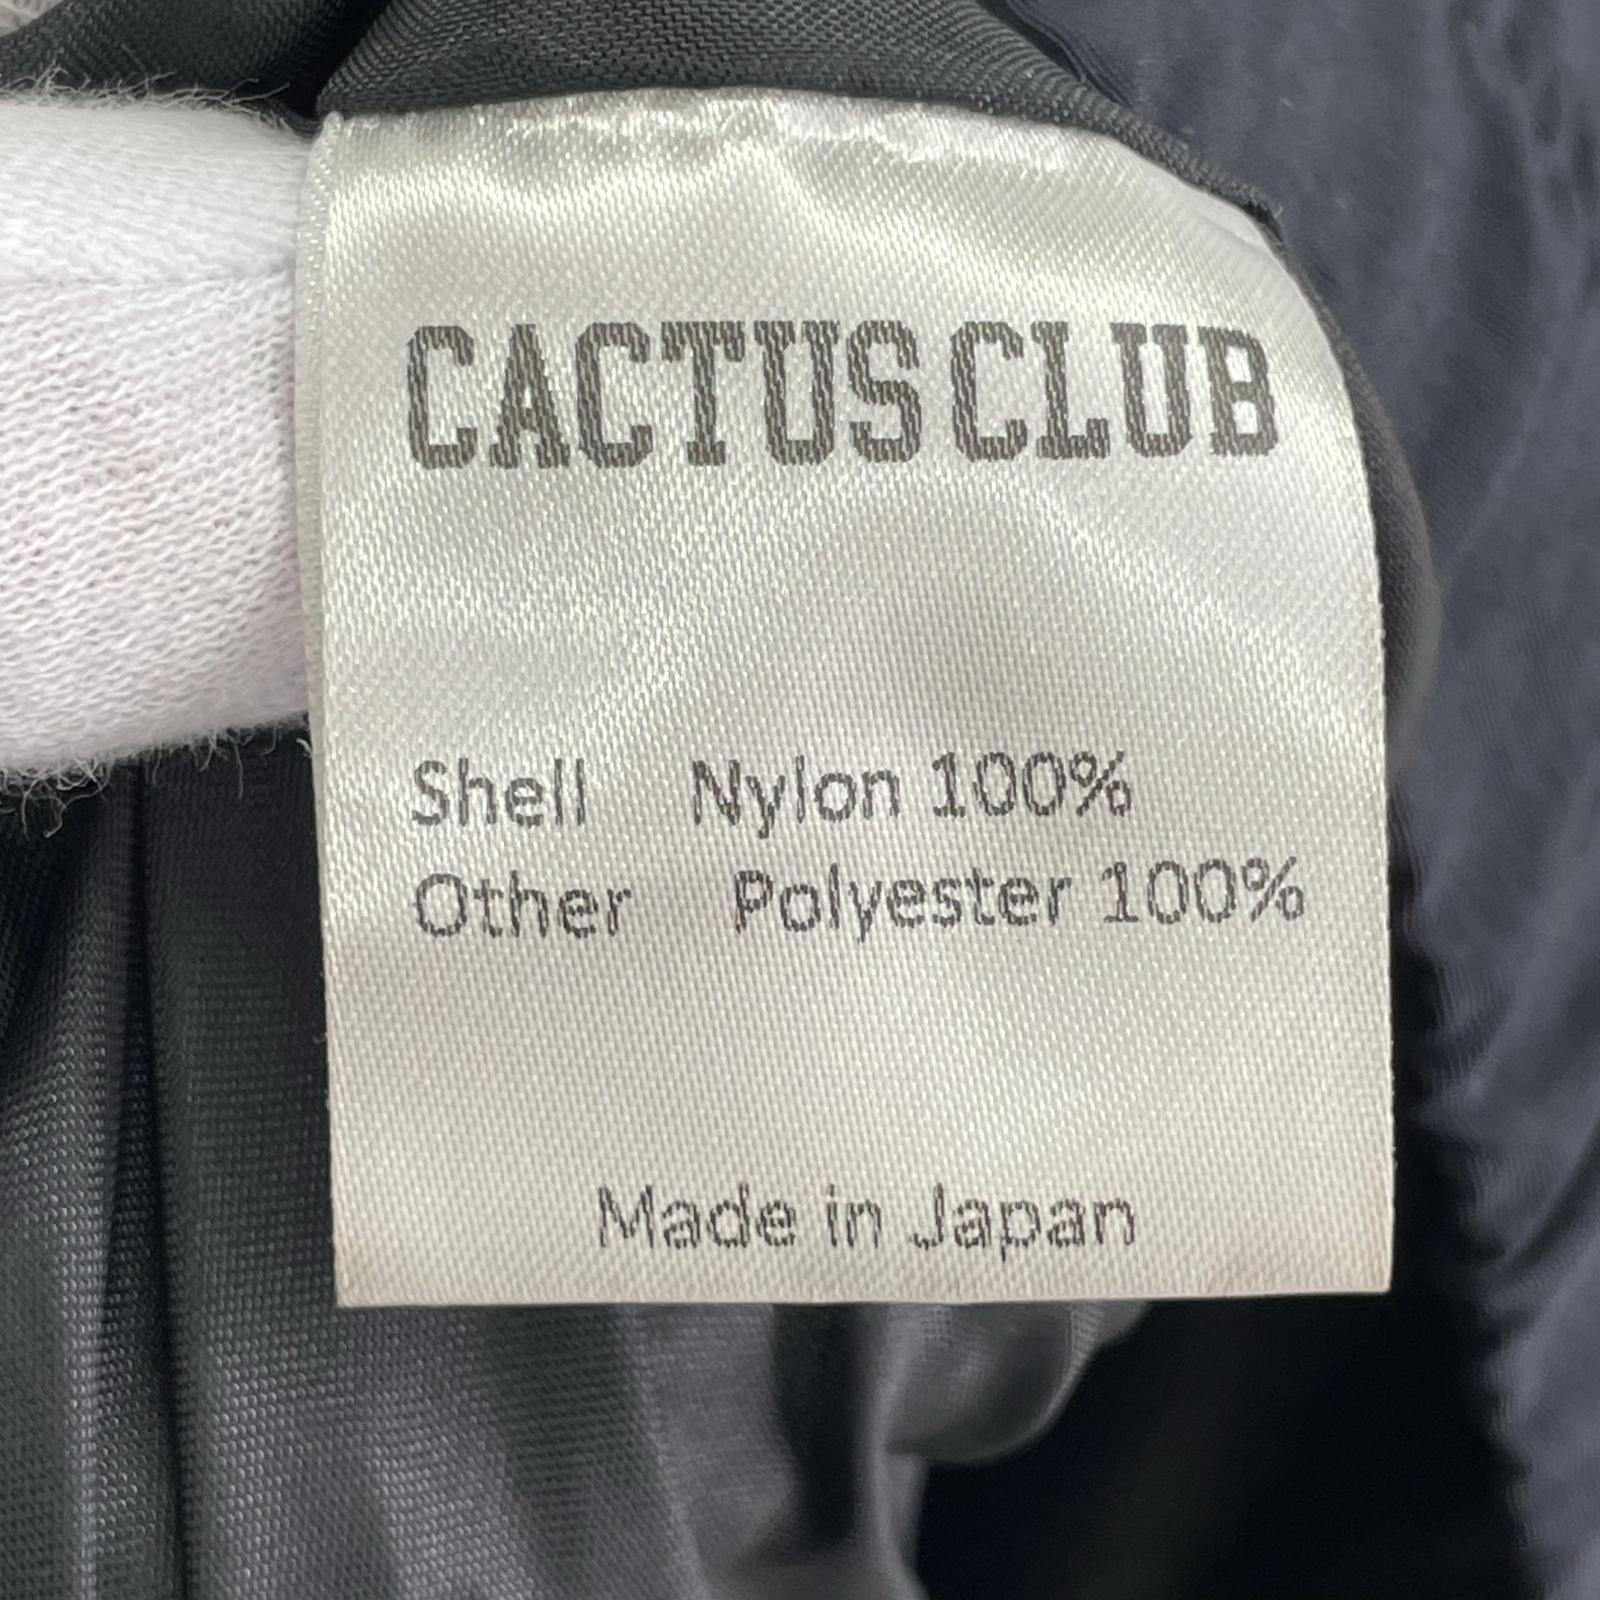 CACTUS CLUB
Shell Nylon 100%
Other Polyester 100%
Made in Japan